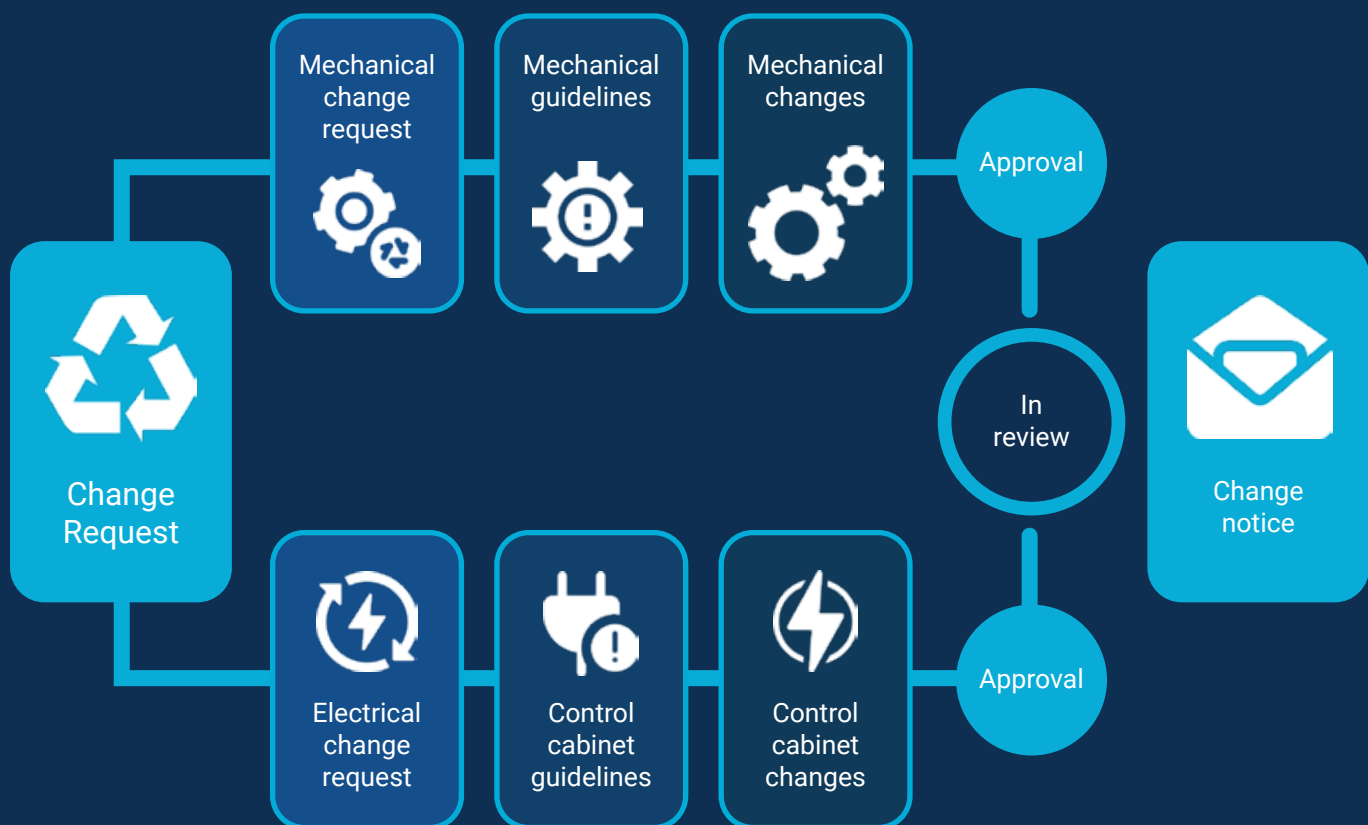 Mechanical
change
request
Mechanical
guidelines
Mechanical
changes
Approval
Change
Request
In
review
Change
notice
Electrical
change
request
Control
cabinet
guidelines
Control
cabinet
changes
Approval